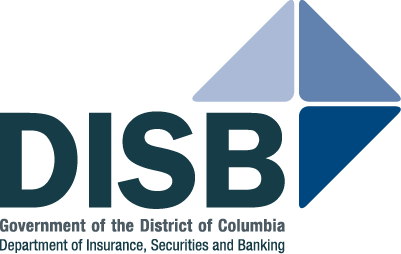 DISB
Government of the District of Columbia
Department of Insurance, Securities and Banking